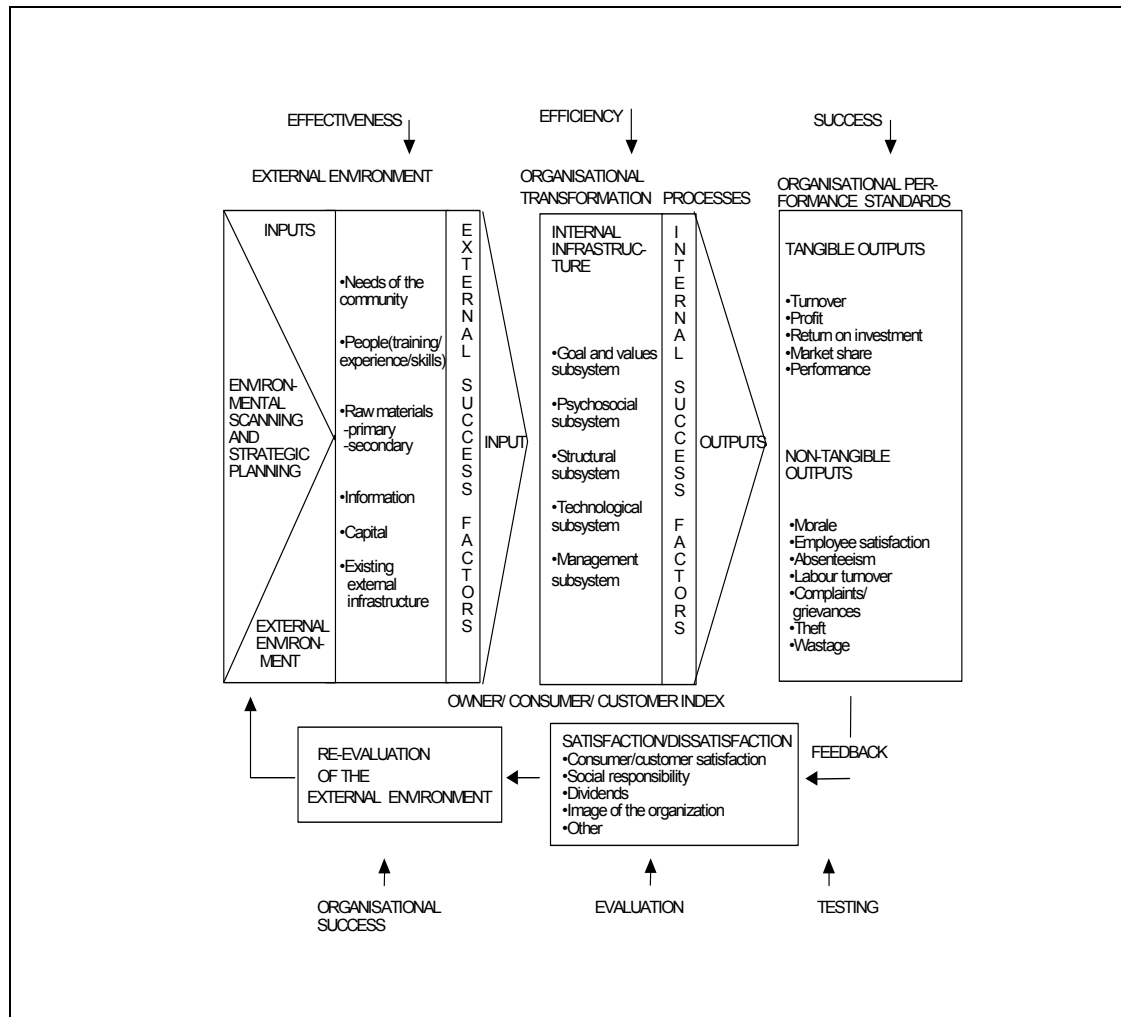 EFFECTIVENESS
EFFICIENCY
SUCCESS
EXTERNAL ENVIRONMENT
ORGANISATIONAL
TRANSFORMATION PROCESSES
ORGANISATIONAL PER-
FORMANCE STANDARDS
INPUTS
ENVIRON-
MENTAL
SCANNING
AND
STRATEGIC
PLANNING
EXTERNAL
ENVIRON-
MENT
•Needs of the
community
•People(training/
experience/skills)
•Raw materials
-primary
-secondary
•Information
•Capital
•Existing
external
infrastructure
EXTERNAL SUCCESS FACTORS
INPUT
INTERNAL
INFRASTRUC-
TURE
•Goal and values
subsystem
•Psychosocial
subsystem
•Structural
subsystem
•Technological
subsystem
•Management
subsystem
INTERNAL SUCCESS FACTORS
OUTPUTS
TANGIBLE OUTPUTS
•Turnover
•Profit
•Return on investment
•Market share
•Performance
NON-TANGIBLE
OUTPUTS
•Morale
•Employee satisfaction
•Absenteeism
•Labour turnover
•Complaints/
grievances
•Theft
•Wastage
OWNER/ CONSUMER/ CUSTOMER INDEX
RE-EVALUATION
OF THE
EXTERNAL ENVIRONMENT
SATISFACTION/DISSATISFACTION
•Consumer/customer satisfaction
•Social responsibility
•Dividends
•Image of the organization
•Other
FEEDBACK
ORGANISATIONAL
SUCCESS
EVALUATION
TESTING